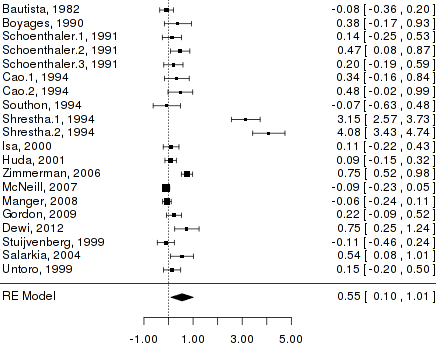 Bautista, 1982 -0.08 [ -0.36 , 0.20 ]
Boyages, 1990 0.38 [ -0.17 , 0.93 ]
Schoenthaler.1, 1991 0.14 [ -0.25 , 0.53 ]
Schoenthaler.2, 1991 0.47 [ 0.08 , 0.87 ]
Schoenthaler.3, 1991 0.20 [ -0.19 , 0.59 ]
Cao.1, 1994 0.34 [ -0.16 , 0.84 ]
Cao.2, 1994 0.48 [ -0.02 , 0.99 ]
Southon, 1994 -0.07 [ -0.63 , 0.48 ]
Shrestha.1, 1994 3.15 [ 2.57 , 3.73 ]
Shrestha.2, 1994 4.08 [ 3.43 , 4.74 ]
Isa, 2000 0.11 [ -0.22 , 0.43 ]
Huda, 2001 0.09 [ -0.15 , 0.32 ]
Zimmerman, 2006 0.75 [ 0.52 , 0.98 ]
McNeill, 2007 -0.09 [ -0.23 , 0.05 ]
Manger, 2008 -0.06 [ -0.24 , 0.11 ]
Gordon, 2009 0.22 [ -0.09 , 0.52 ]
Dewi, 2012 0.75 [ 0.25 , 1.24 ]
Stuijvenberg, 1999 -0.11 [ -0.46 , 0.24 ]
Salarkia, 2004 0.54 [ 0.08 , 1.01 ]
Untoro, 1999 0.15 [ -0.20 , 0.50 ]
RE Model 0.55 [ 0.10 , 1.01 ]
-1.00 1.00 3.00 5.00